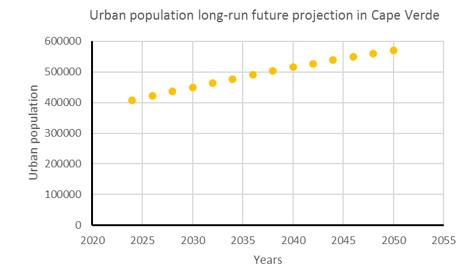 Urban population long-run future projection in Cape Verde
600000
500000
400000
300000
200000
100000
0
Urban population
2020 2025 2030 2035 2040 2045 2050 2055
Years